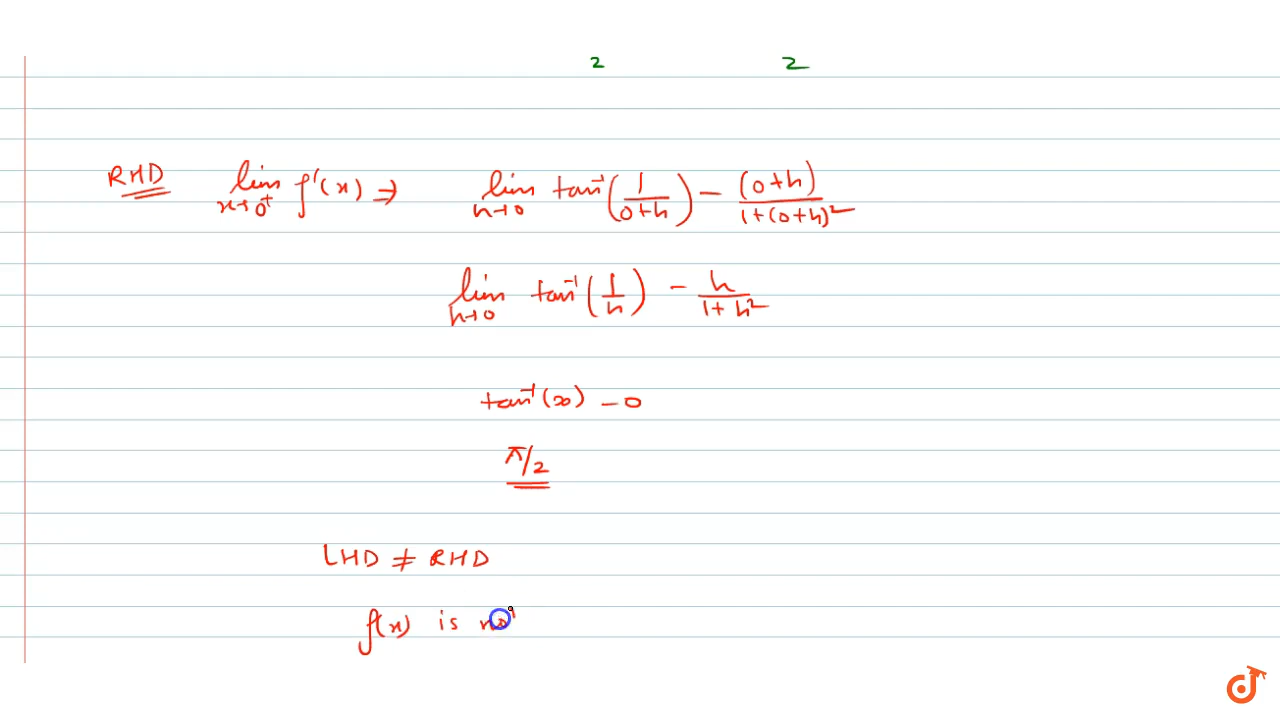 2 2
RHD lim x→0⁺ f'(x) ⇒ lim h→0 tan⁻¹(1/(0+h)) − (0+h)/(1+(0+h)²)
lim h→0 tan⁻¹(1/h) − h/(1+h²)
tan⁻¹(∞) − 0
π/2
LHD ≠ RHD
f(x) is not